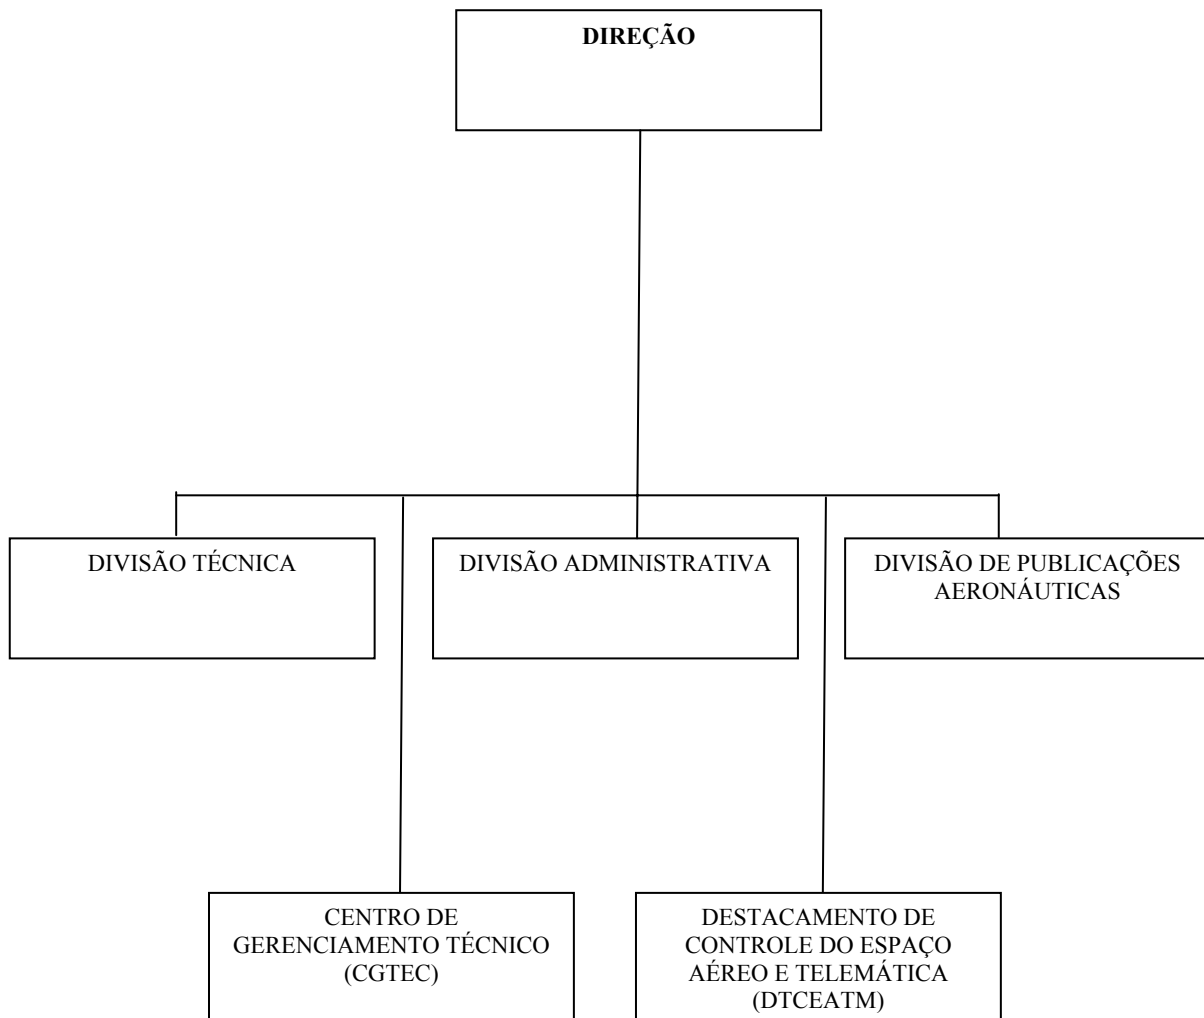 DIREÇÃO
DIVISÃO TÉCNICA
DIVISÃO ADMINISTRATIVA
DIVISÃO DE PUBLICAÇÕES
AERONÁUTICAS
CENTRO DE
GERENCIAMENTO TÉCNICO
(CGTEC)
DESTACAMENTO DE
CONTROLE DO ESPAÇO
AÉREO E TELEMÁTICA
(DTCEATM)